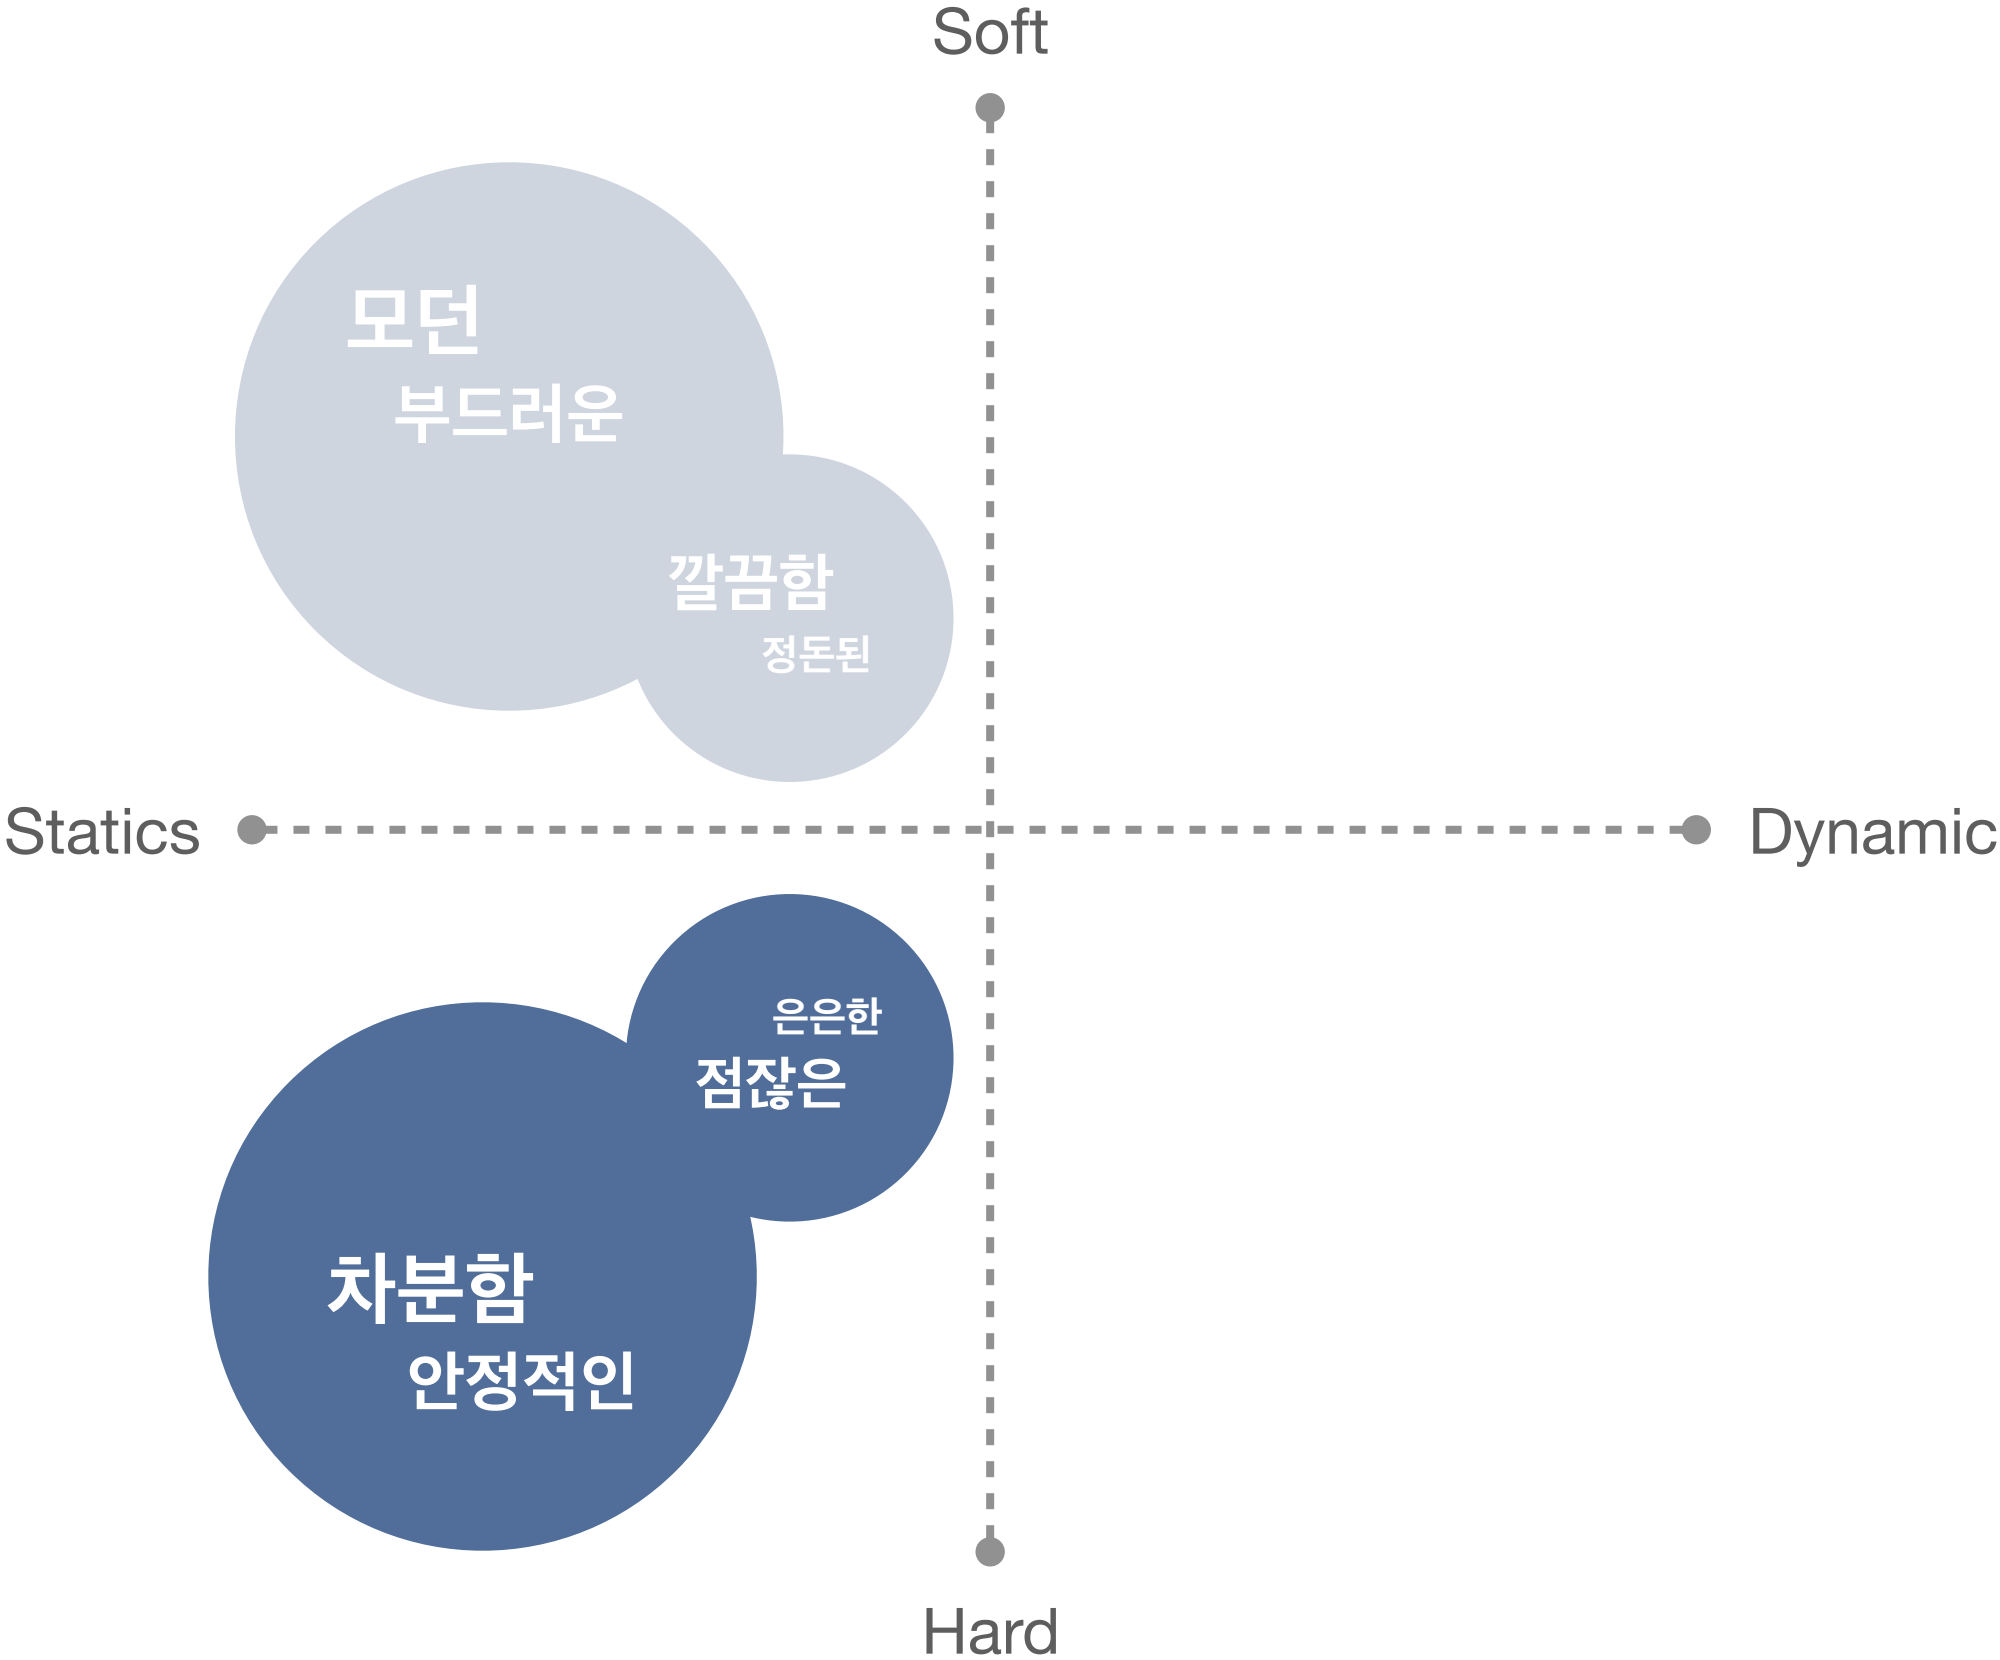 Soft
모던
부드러운
깔끔함
정돈된
Statics
Dynamic
은은한
점잖은
차분함
안정적인
Hard